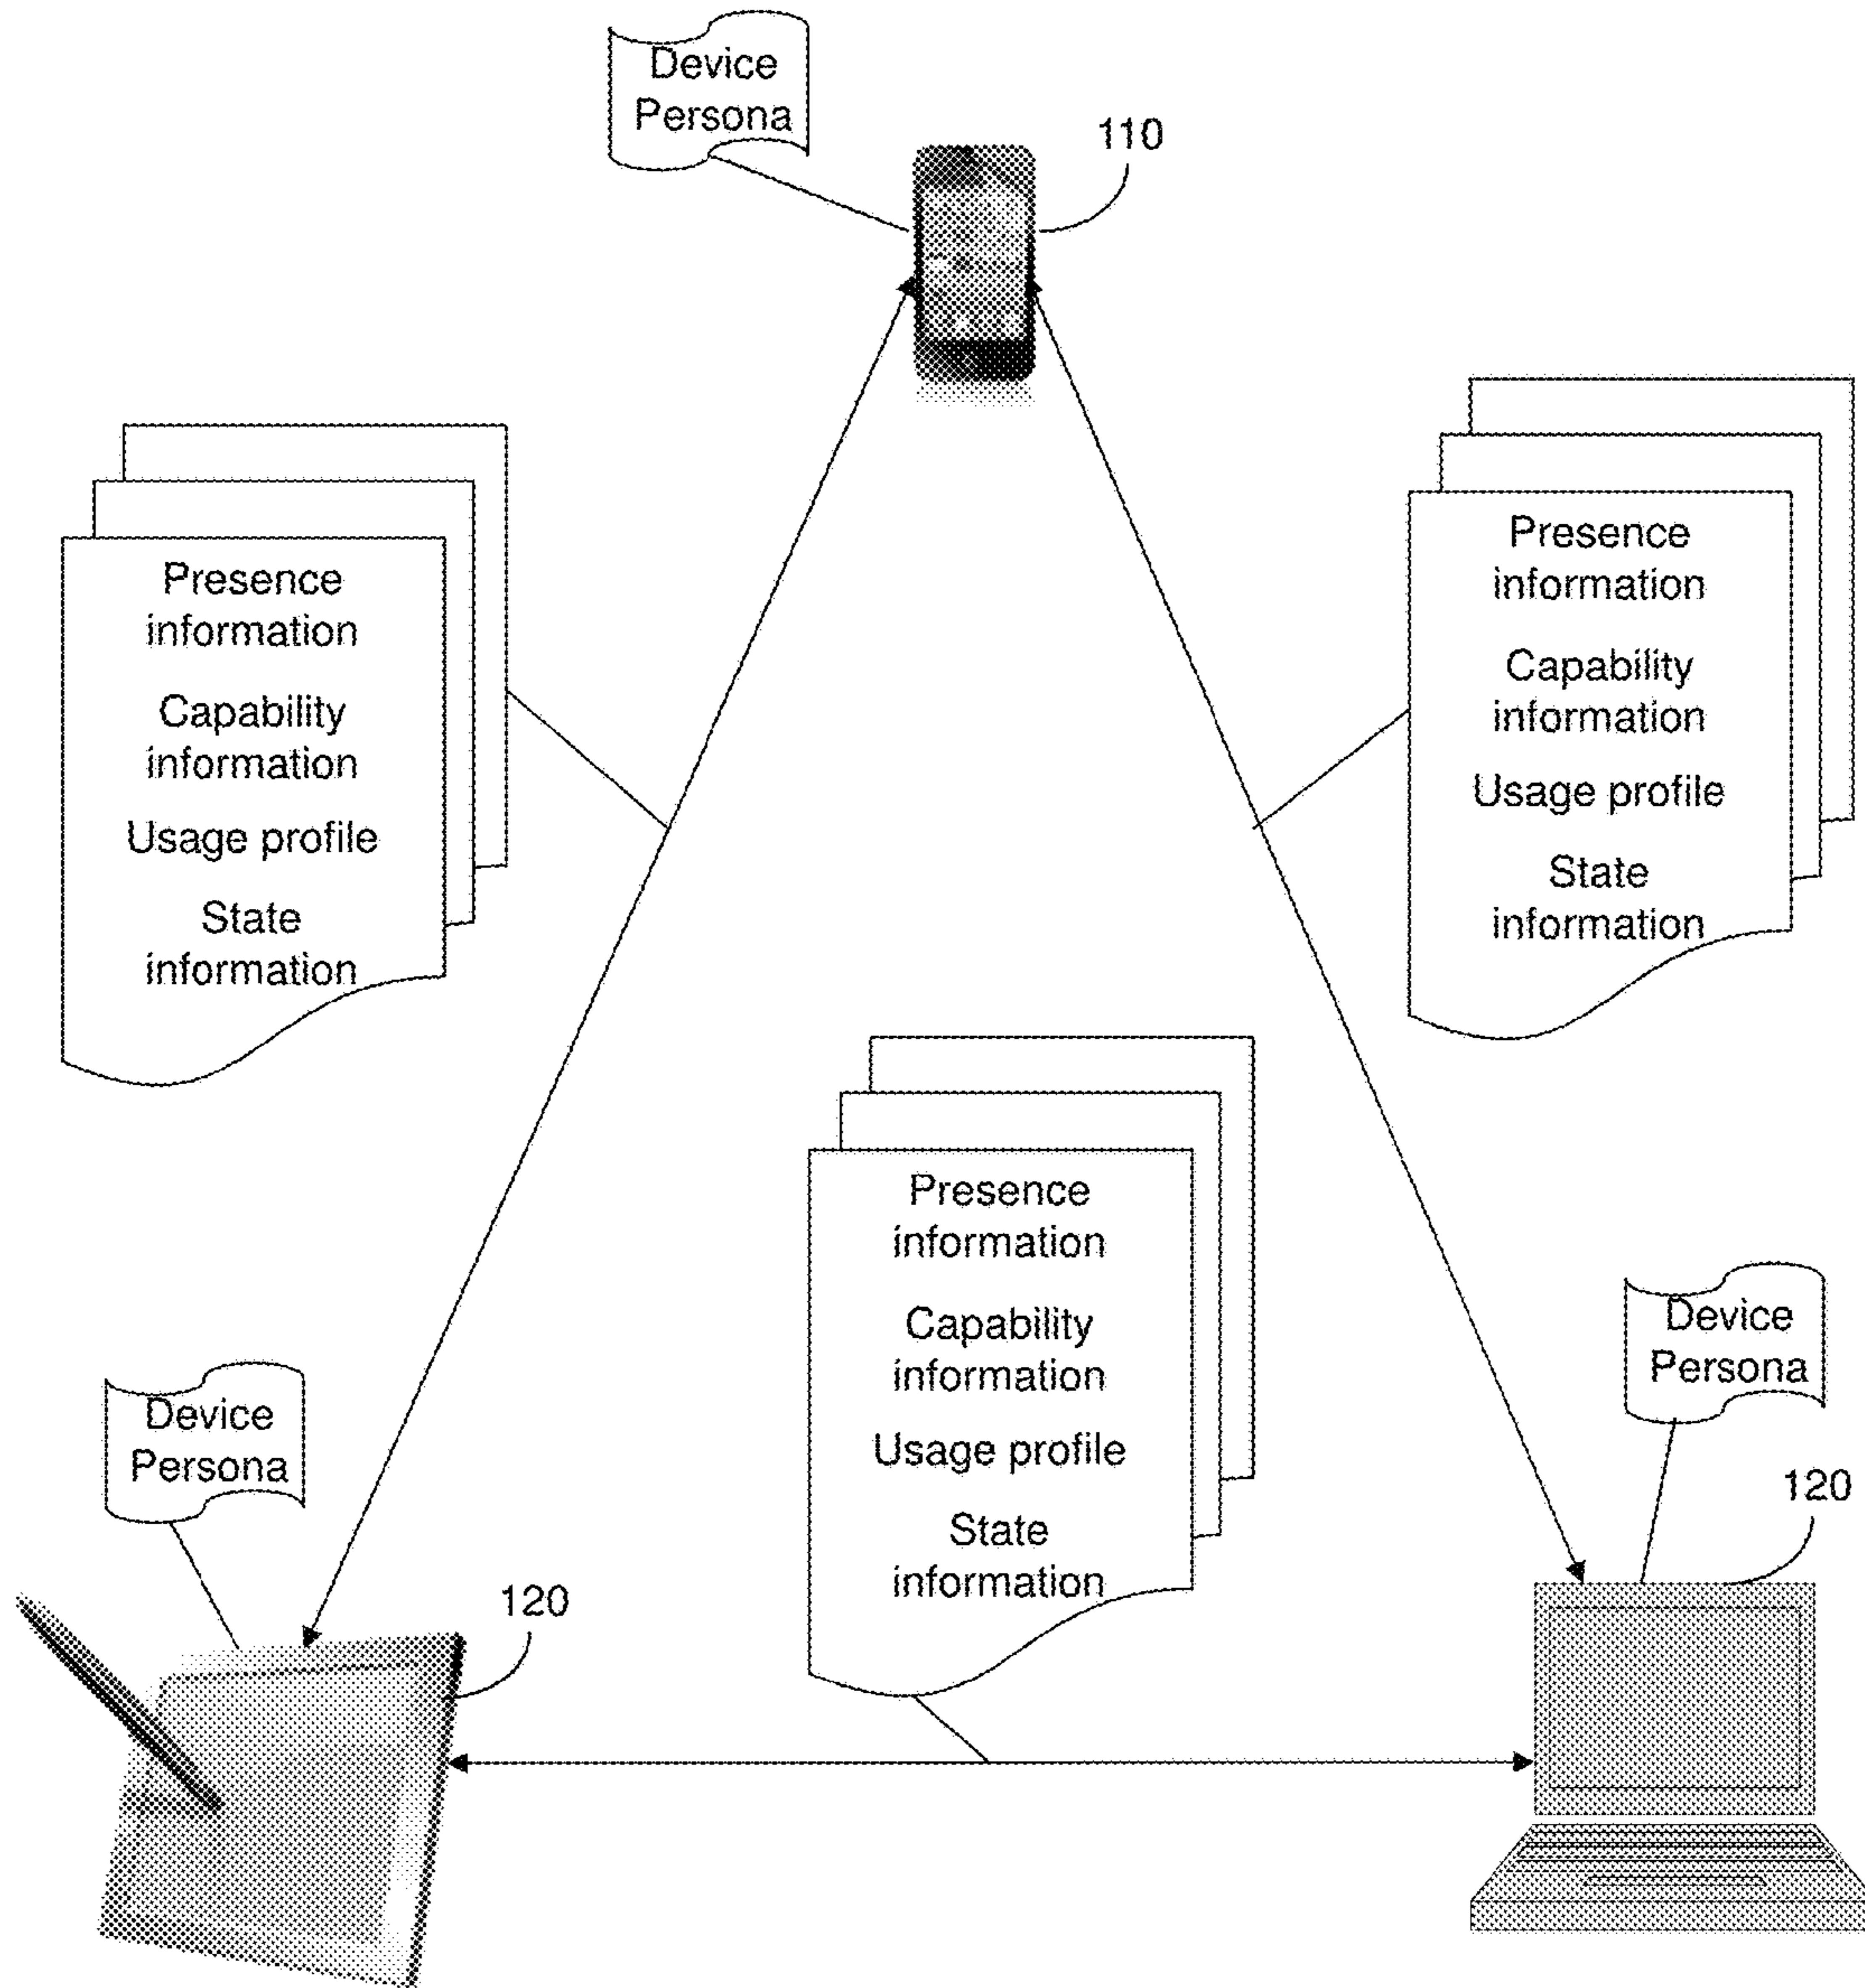 Device
Persona
110
Presence
information
Capability
information
Usage profile
State
information
Presence
information
Capability
information
Usage profile
State
information
Presence
information
Capability
information
Usage profile
State
information
Device
Persona
120
Device
Persona
120